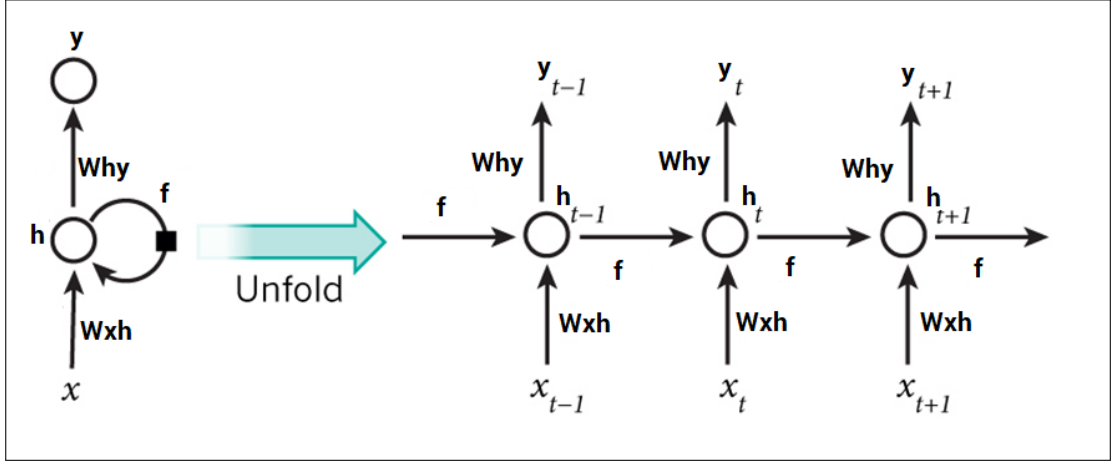 y
Why
f
h
Wxh
x
Unfold
y t-1
y t
y t+1
Why
Why
Why
f
h t-1
h t
h t+1
f
f
f
Wxh
Wxh
Wxh
x t-1
x t
x t+1